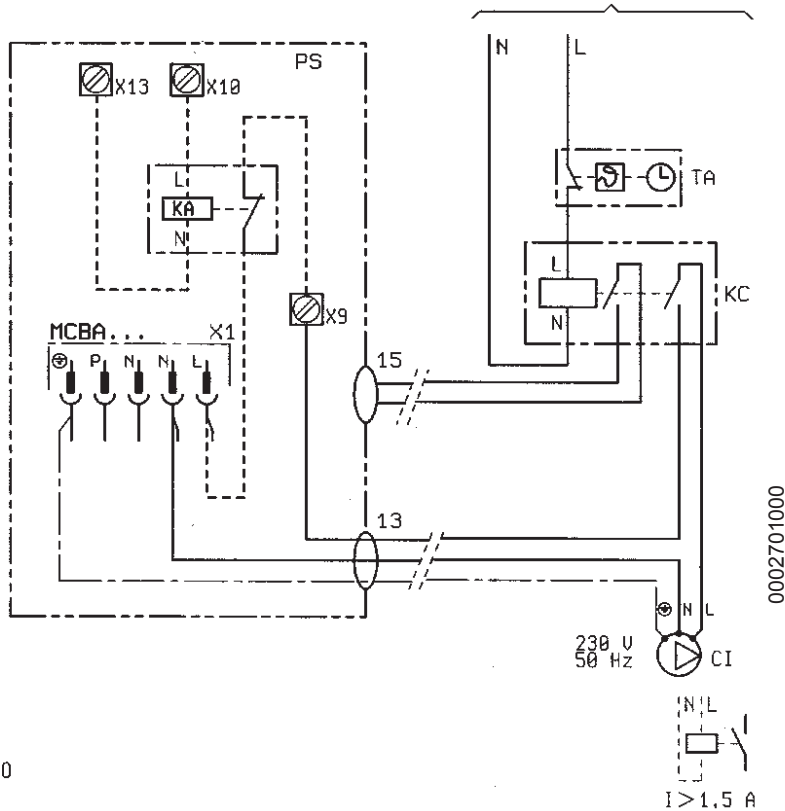 N L
PS
X13
X10
L
KA
N
TA
L
N
KC
X9
MCBA... X1
P N N L
15
13
N L
230 V
50 Hz
CI
N L
I > 1,5 A
0
0002701000